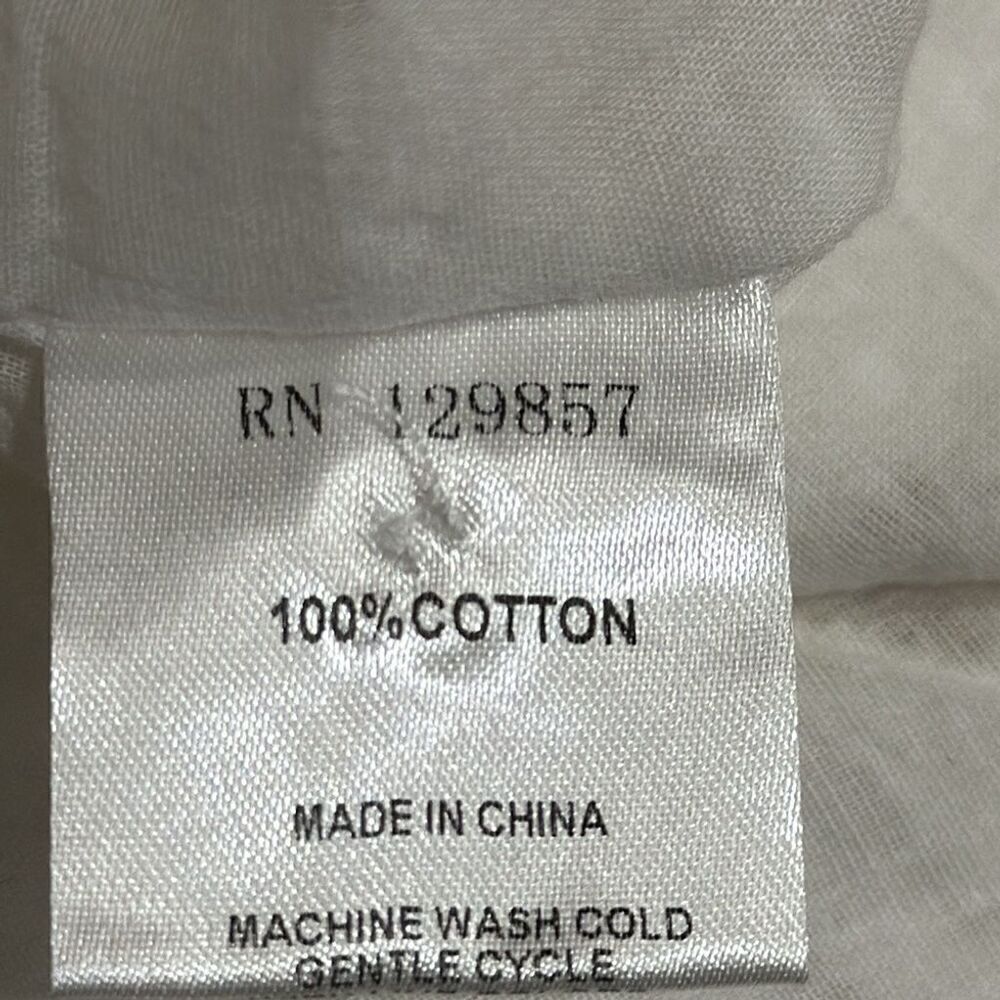 RN 129857
100%COTTON
MADE IN CHINA
MACHINE WASH COLD
GENTLE CYCLE